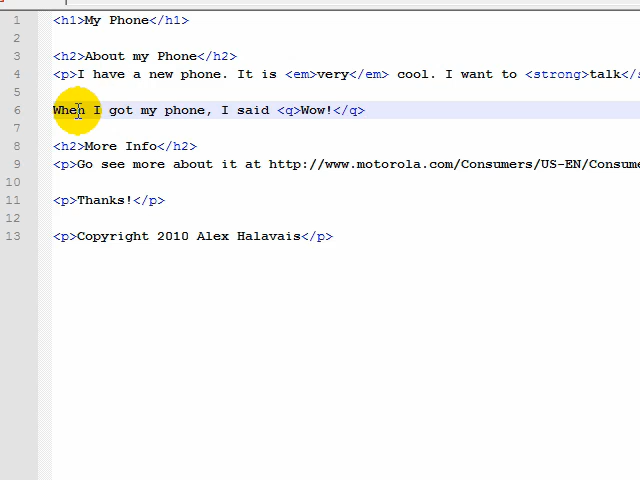 1 <h1>My Phone</h1>
2
3 <h2>About my Phone</h2>
4 <p>I have a new phone. It is <em>very</em> cool. I want to <strong>talk</s
5
6 When I got my phone, I said <q>Wow!</q>
7
8 <h2>More Info</h2>
9 <p>Go see more about it at http://www.motorola.com/Consumers/US-EN/Consume
10
11 <p>Thanks!</p>
12
13 <p>Copyright 2010 Alex Halavais</p>